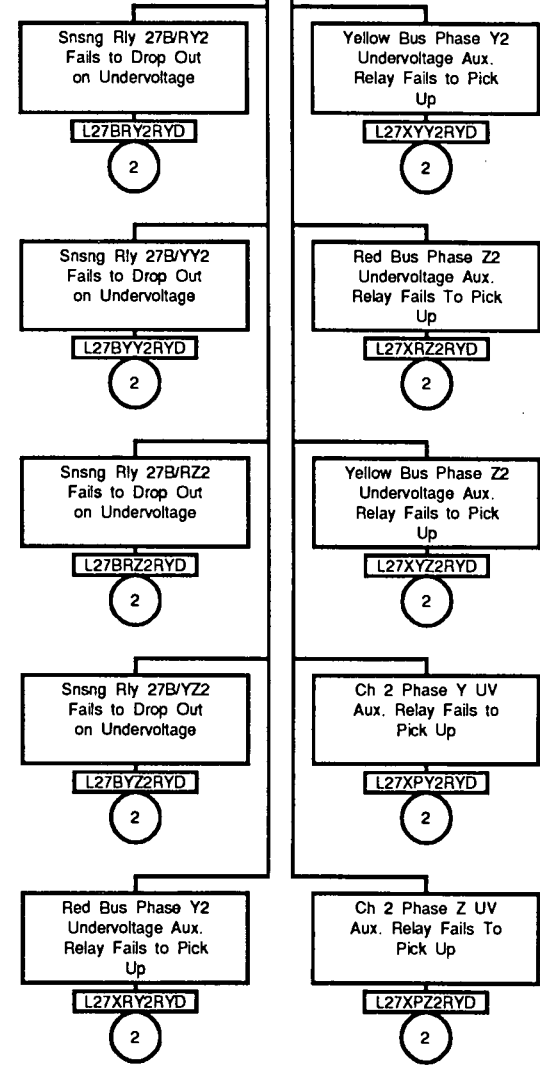 Snsng Rly 27B/RY2
Fails to Drop Out
on Undervoltage
L27BRY2RYD
2
Yellow Bus Phase Y2
Undervoltage Aux.
Relay Fails to Pick
Up
L27XYY2RYD
2
Snsng Rly 27B/YY2
Fails to Drop Out
on Undervoltage
L27BYY2RYD
2
Red Bus Phase Z2
Undervoltage Aux.
Relay Fails To Pick
Up
L27XRZ2RYD
2
Snsng Rly 27B/RZ2
Fails to Drop Out
on Undervoltage
L27BRZ2RYD
2
Yellow Bus Phase Z2
Undervoltage Aux.
Relay Fails to Pick
Up
L27XYZ2RYD
2
Snsng Rly 27B/YZ2
Fails to Drop Out
on Undervoltage
L27BYZ2RYD
2
Ch 2 Phase Y UV
Aux. Relay Fails to
Pick Up
L27XPY2RYD
2
Red Bus Phase Y2
Undervoltage Aux.
Relay Fails to Pick
Up
L27XRY2RYD
2
Ch 2 Phase Z UV
Aux. Relay Fails To
Pick Up
L27XPZ2RYD
2